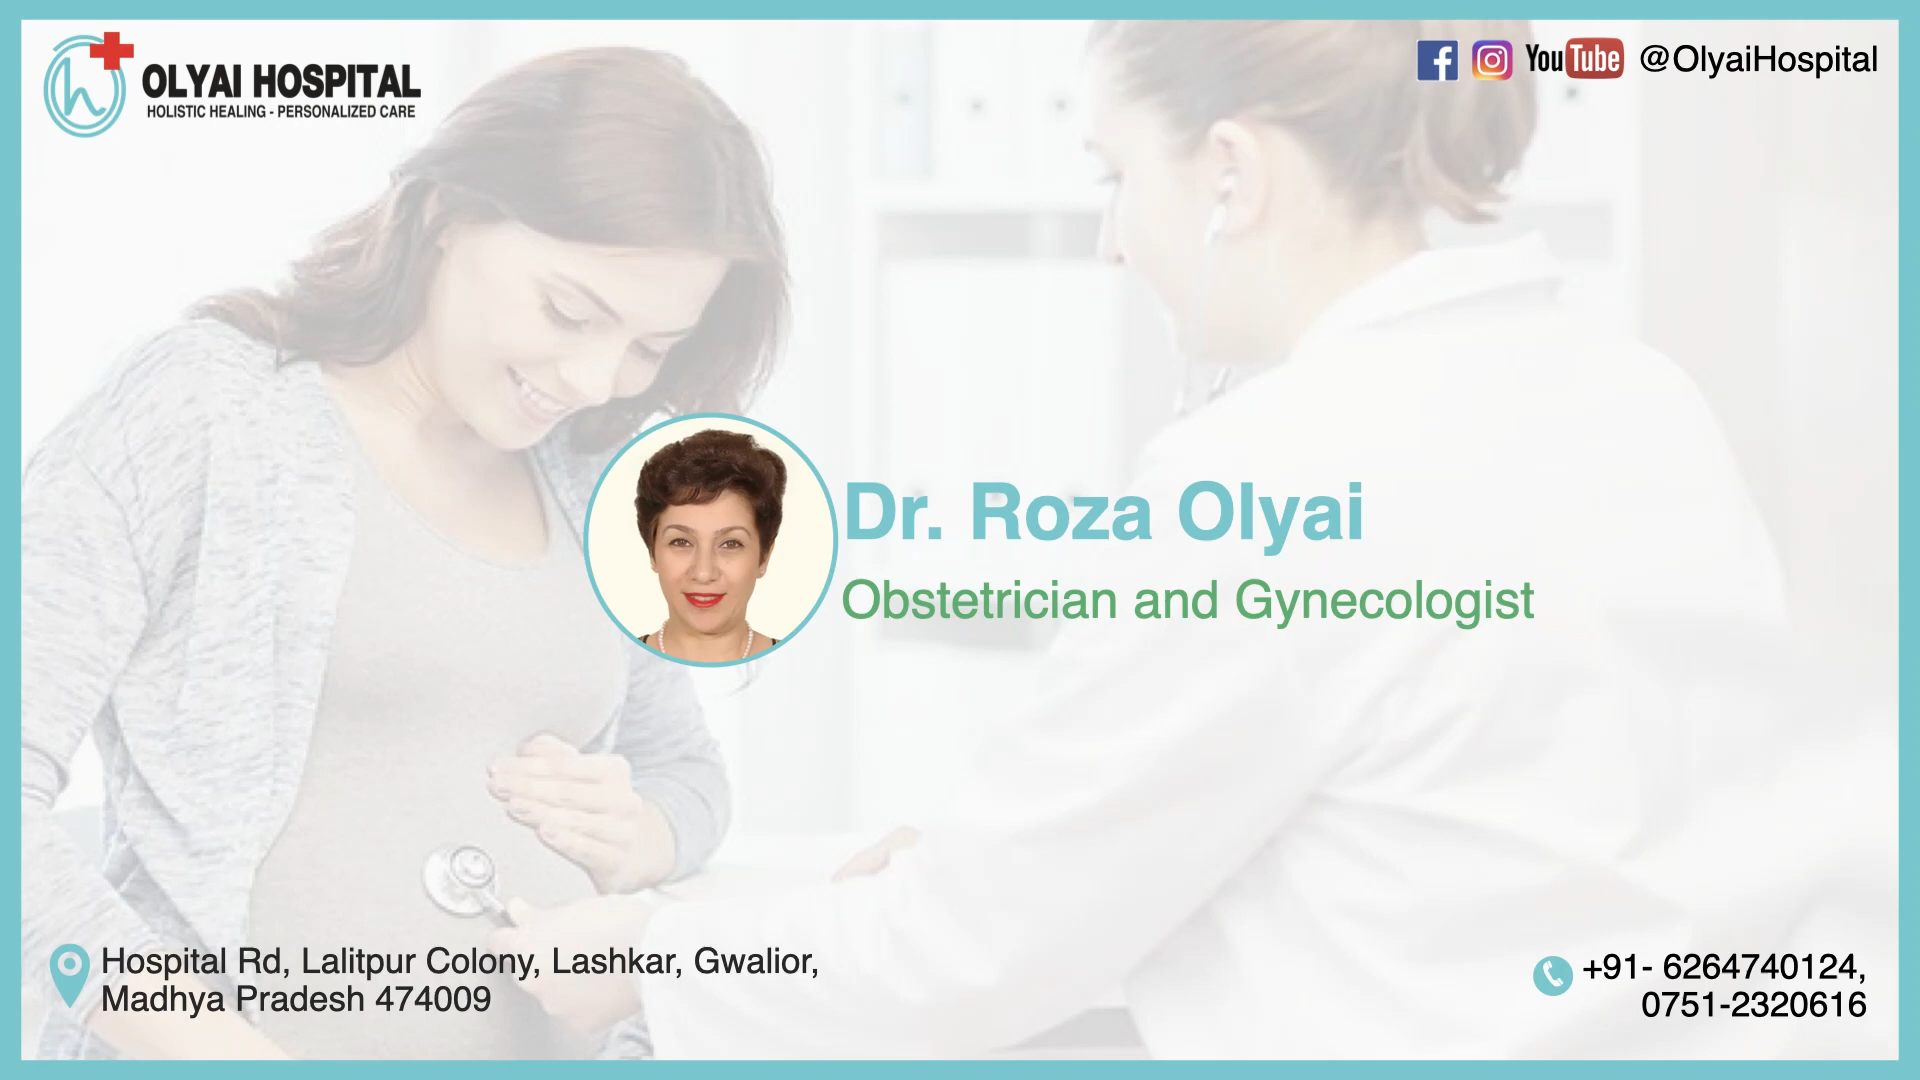 OLYAI HOSPITAL
HOLISTIC HEALING - PERSONALIZED CARE
YouTube @OlyaiHospital
Dr. Roza Olyai
Obstetrician and Gynecologist
Hospital Rd, Lalitpur Colony, Lashkar, Gwalior,
Madhya Pradesh 474009
+91- 6264740124,
0751-2320616